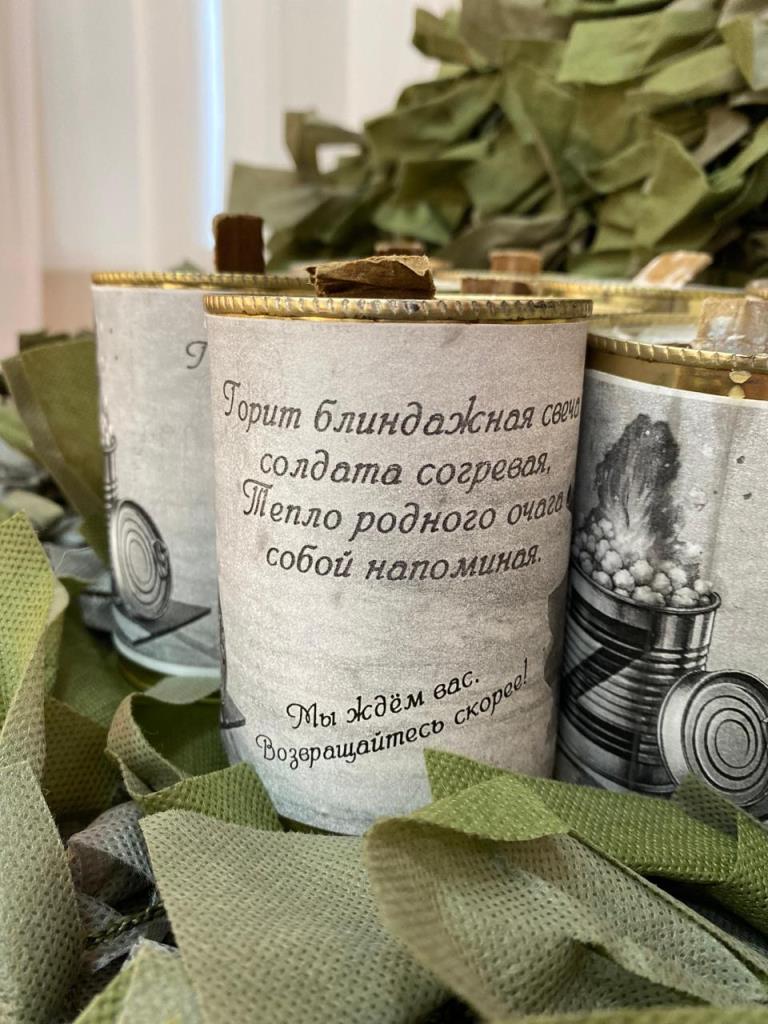 Горит блиндажная свеча
солдата согревая,
Тепло родного очага
собой напоминая.
Мы ждём вас.
Возвращайтесь скорее!